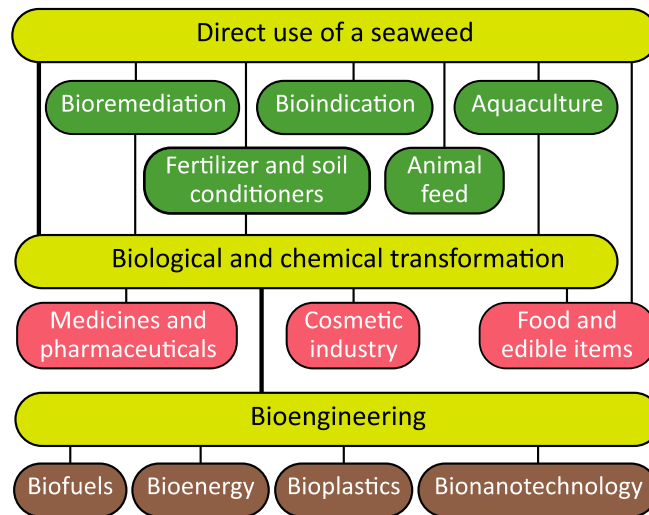 Direct use of a seaweed
Bioremediation
Bioindication
Aquaculture
Fertilizer and soil
conditioners
Animal
feed
Biological and chemical transformation
Medicines and
pharmaceuticals
Cosmetic
industry
Food and
edible items
Bioengineering
Biofuels
Bioenergy
Bioplastics
Bionanotechnology